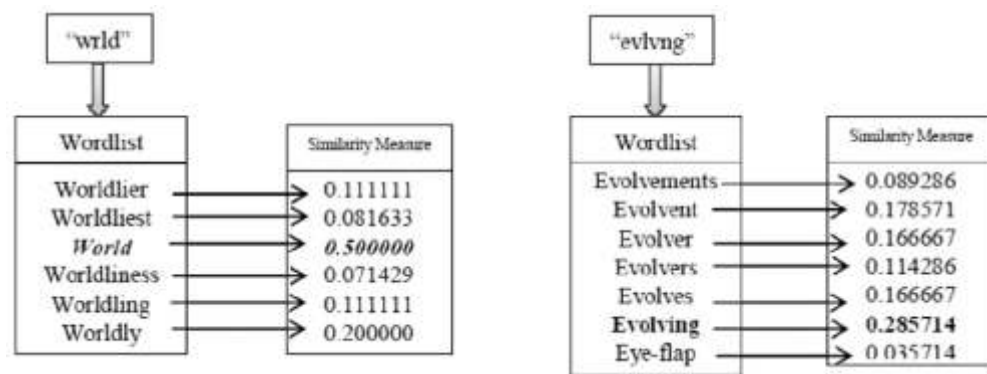 "wrld"
Wordlist
Similarity Measure
Worldlier 0.111111
Worldliest 0.081633
World 0.500000
Worldliness 0.071429
Worldling 0.111111
Worldly 0.200000
"evlvng"
Wordlist
Similarity Measure
Evolvements 0.089286
Evolvent 0.178571
Evolver 0.166667
Evolvers 0.114286
Evolves 0.166667
Evolving 0.285714
Eye-flap 0.035714